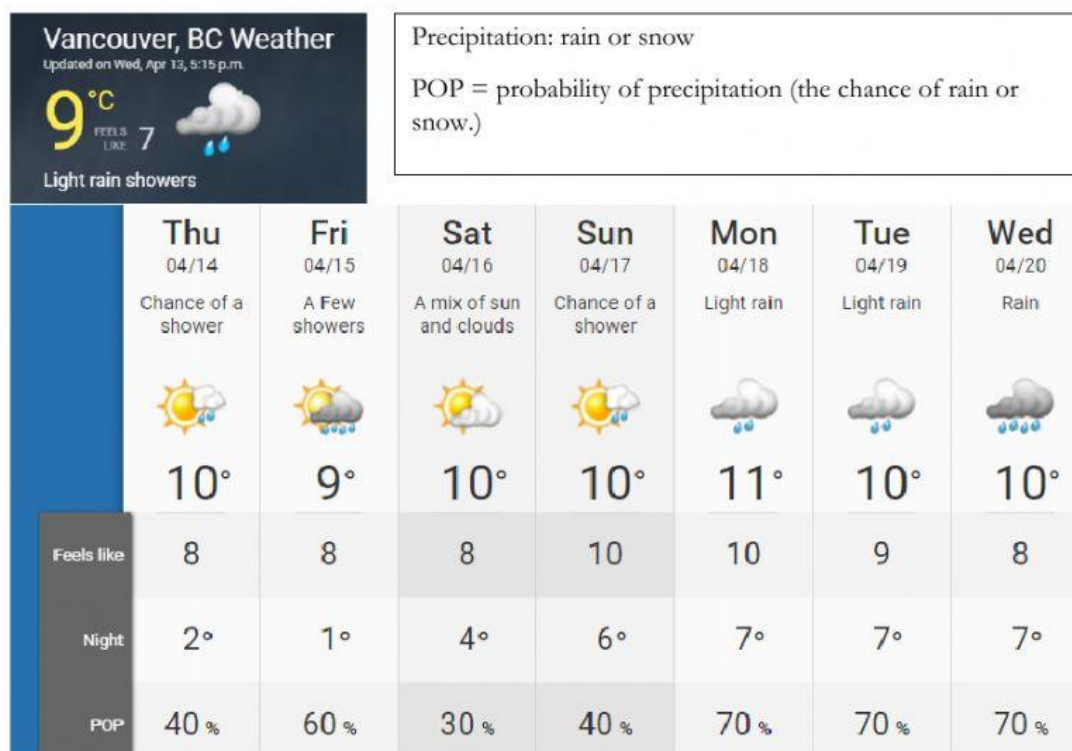 Vancouver, BC Weather
Updated on Wed, Apr 13, 5:15 p.m.
9 °C
FEELS LIKE 7
Light rain showers
Precipitation: rain or snow
POP = probability of precipitation (the chance of rain or
snow.)
Thu Fri Sat Sun Mon Tue Wed
04/14 04/15 04/16 04/17 04/18 04/19 04/20
Chance of a A Few A mix of sun Chance of a Light rain Light rain Rain
shower showers and clouds shower
10° 9° 10° 10° 11° 10° 10°
Feels like 8 8 8 10 10 9 8
Night 2° 1° 4° 6° 7° 7° 7°
POP 40 % 60 % 30 % 40 % 70 % 70 % 70 %